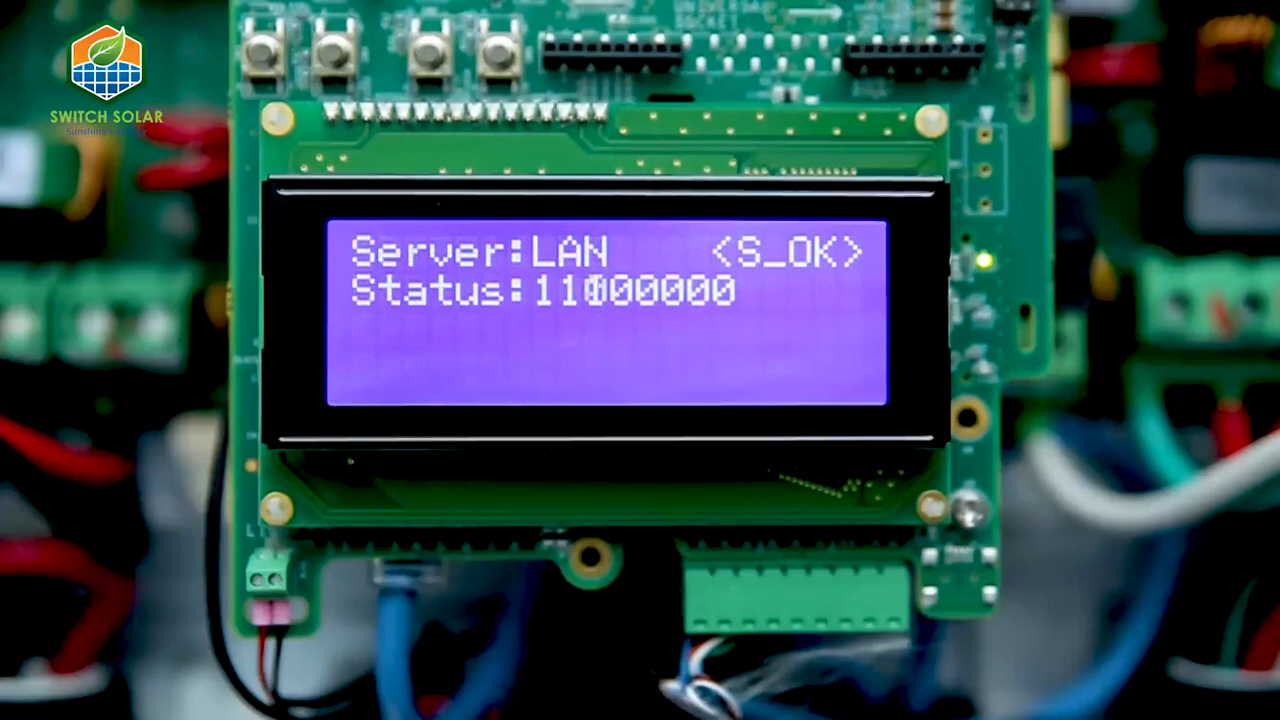 SWITCH SOLAR
Server:LAN <S_OK>
Status:11000000